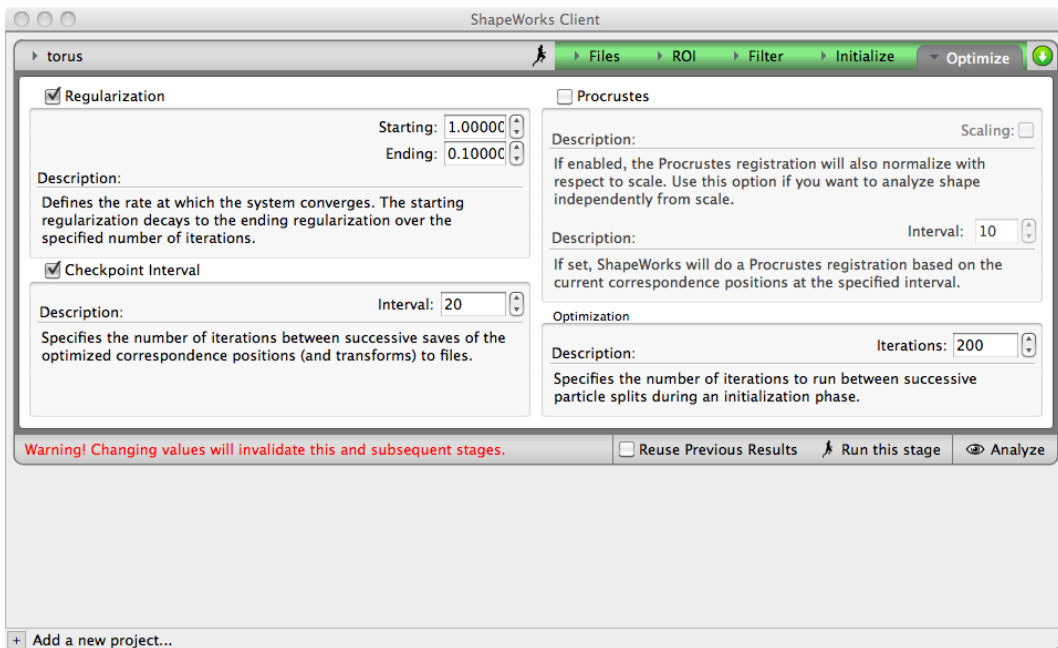 ShapeWorks Client
torus
Files
ROI
Filter
Initialize
Optimize
Regularization
Starting: 1.00000
Ending: 0.10000
Description:
Defines the rate at which the system converges. The starting
regularization decays to the ending regularization over the
specified number of iterations.
Checkpoint Interval
Interval: 20
Description:
Specifies the number of iterations between successive saves of the
optimized correspondence positions (and transforms) to files.
Procrustes
Scaling:
Description:
If enabled, the Procrustes registration will also normalize with
respect to scale. Use this option if you want to analyze shape
independently from scale.
Interval: 10
Description:
If set, ShapeWorks will do a Procrustes registration based on the
current correspondence positions at the specified interval.
Optimization
Iterations: 200
Description:
Specifies the number of iterations to run between successive
particle splits during an initialization phase.
Warning! Changing values will invalidate this and subsequent stages.
Reuse Previous Results
Run this stage
Analyze
+ Add a new project...